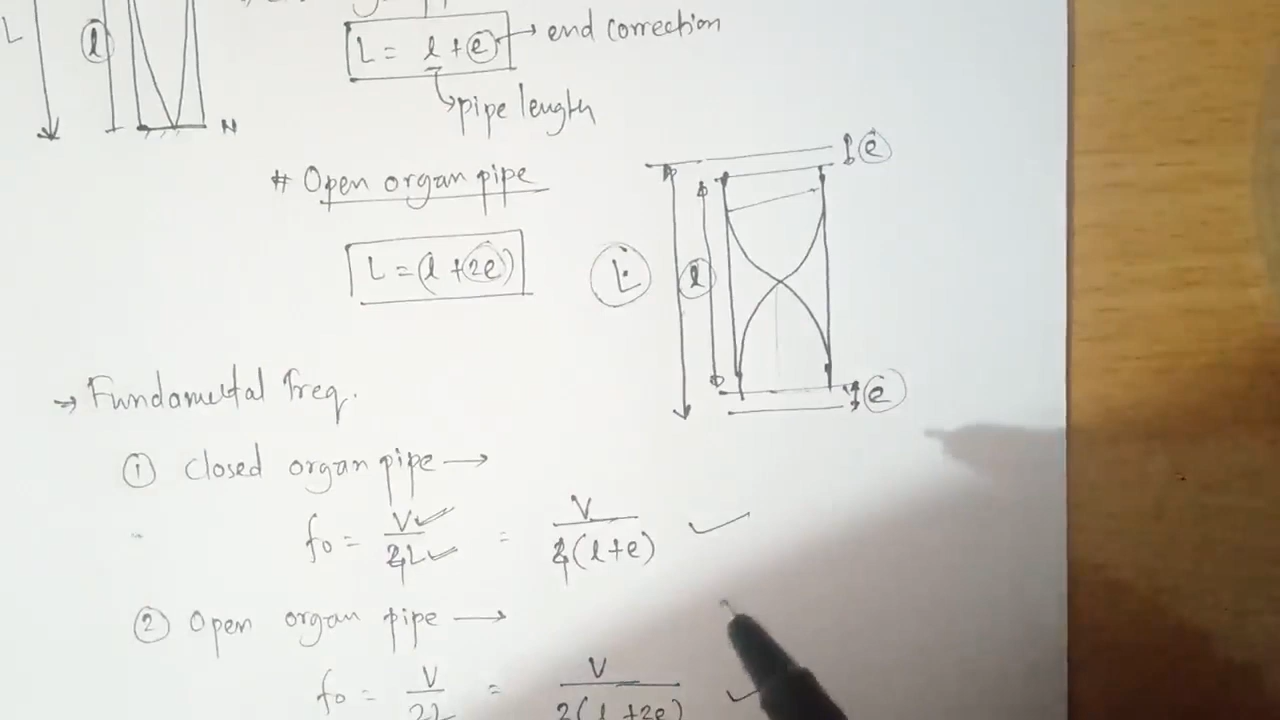 L = l + e → end correction
pipe length
L
l
N
# Open organ pipe
L = (l + 2e)
L
l
e
e
→ Fundamental freq.
① Closed organ pipe →
f₀ = V/4L = V/4(l+e) ✓
② Open organ pipe →
f₀ = V/2L = V/2(l+2e) ✓